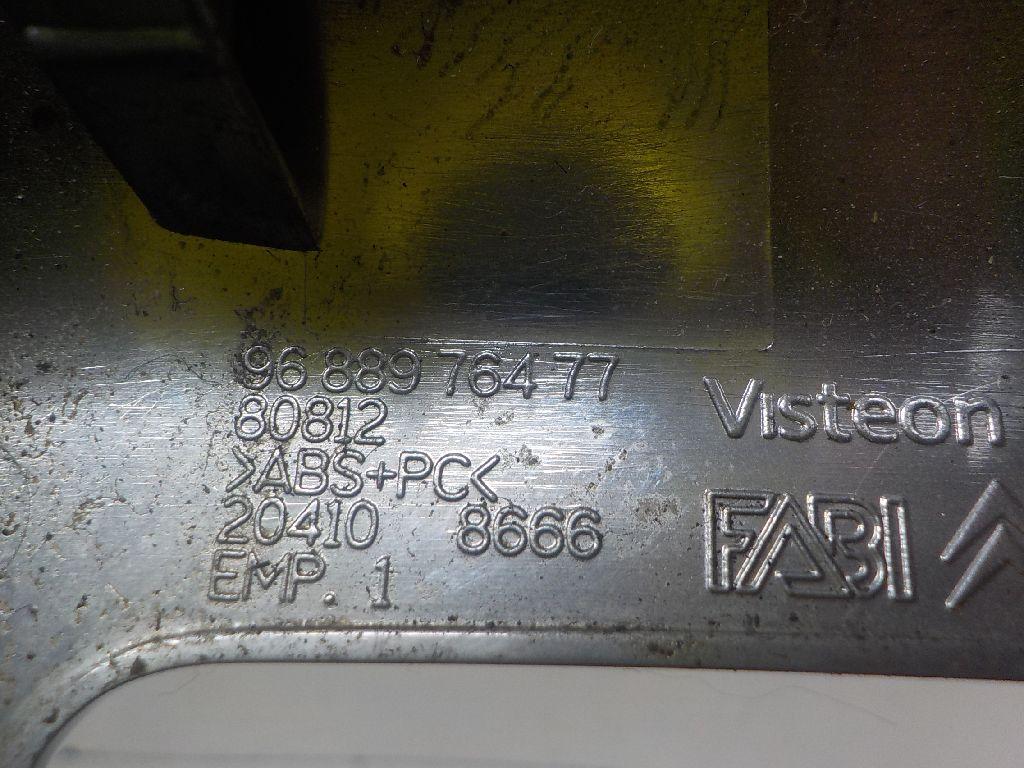 96 889 764 77
80812
>ABS+PC<
20410 8666
EMP. 1
Visteon
FABI